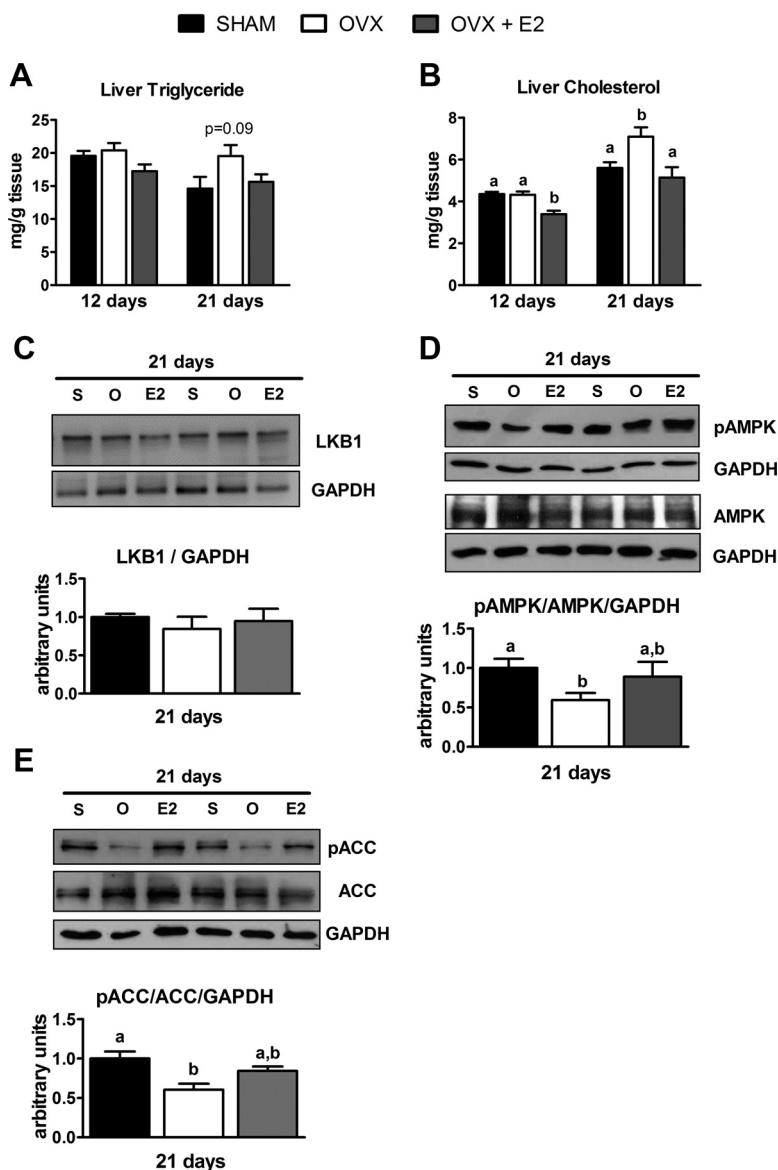 SHAM OVX OVX + E2
A
Liver Triglyceride
p=0.09
mg/g tissue
25
20
15
10
5
0
12 days 21 days
B
Liver Cholesterol
mg/g tissue
8
6
4
2
0
a a b a b a
12 days 21 days
C
21 days
S O E2 S O E2
LKB1
GAPDH
LKB1 / GAPDH
arbitrary units
1.5
1.0
0.5
0.0
21 days
D
21 days
S O E2 S O E2
pAMPK
GAPDH
AMPK
GAPDH
pAMPK/AMPK/GAPDH
arbitrary units
1.5
1.0
0.5
0.0
a b a,b
21 days
E
21 days
S O E2 S O E2
pACC
ACC
GAPDH
pACC/ACC/GAPDH
arbitrary units
1.5
1.0
0.5
0.0
a b a,b
21 days